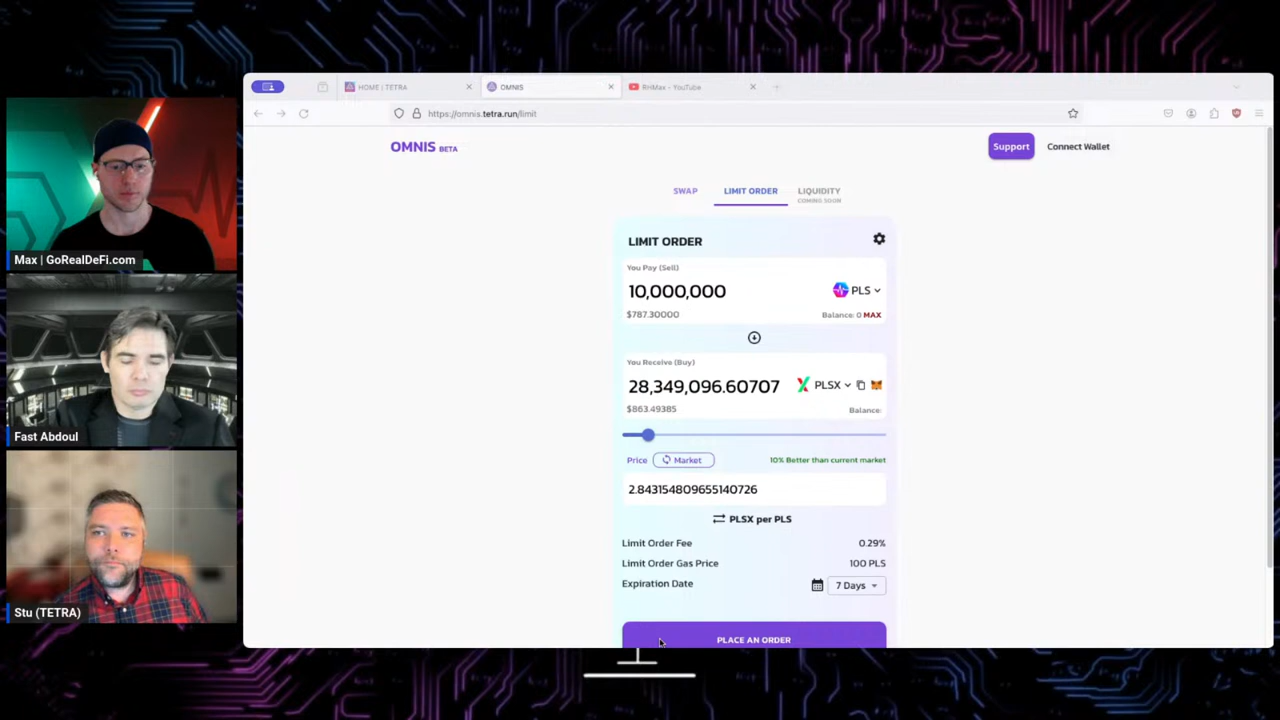 HOME | TETRA
OMNIS
RHMax - YouTube
https://omnis.tetra.run/limit
OMNIS BETA
Support
Connect Wallet
SWAP
LIMIT ORDER
LIQUIDITY
COMING SOON
LIMIT ORDER
You Pay (Sell)
10,000,000
PLS
$787.30000
Balance: 0 MAX
You Receive (Buy)
28,349,096.60707
PLSX
$863.49385
Balance:
Price
Market
10% Better than current market
2.843154809655140726
PLSX per PLS
Limit Order Fee
0.29%
Limit Order Gas Price
100 PLS
Expiration Date
7 Days
PLACE AN ORDER
Max | GoRealDeFi.com
Fast Abdoul
Stu (TETRA)